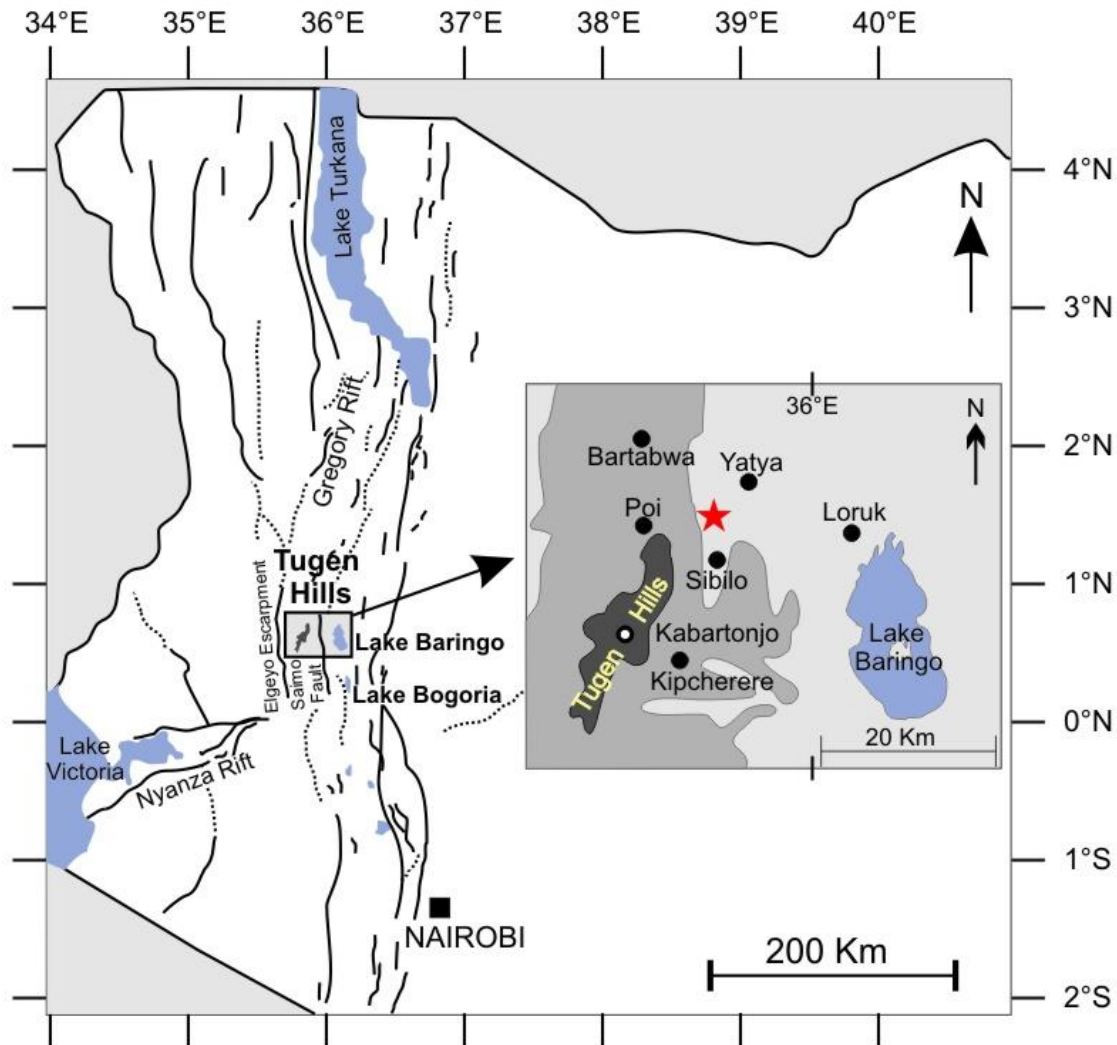 34°E 35°E 36°E 37°E 38°E 39°E 40°E
4°N
3°N
2°N
1°N
0°N
1°S
2°S
N
Lake Turkana
Gregory Rift
Tugen
Hills
Elgeyo Escarpment
Saimo
Fault
Lake Baringo
Lake Bogoria
Lake
Victoria
Nyanza Rift
NAIROBI
200 Km
36°E
N
Bartabwa
Yatya
Poi
Loruk
Sibilo
Tugen Hills
Kabartonjo
Kipcherere
Lake
Baringo
20 Km